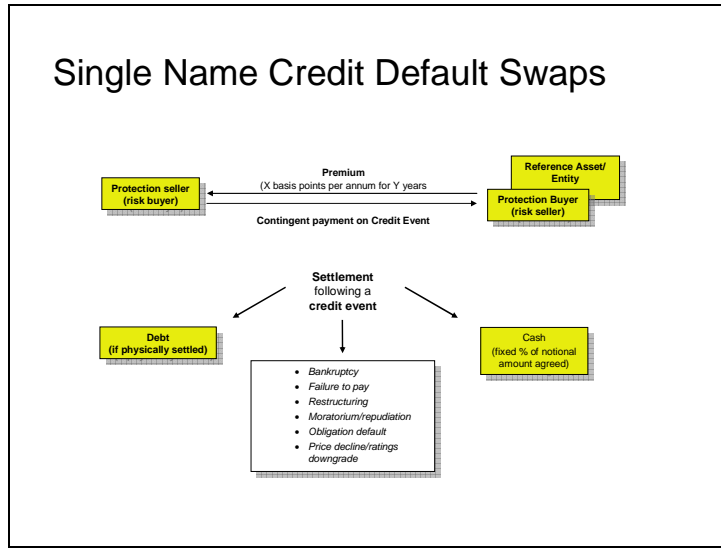 Single Name Credit Default Swaps
Reference Asset/
Entity
Premium
(X basis points per annum for Y years
Protection seller
(risk buyer)
Protection Buyer
(risk seller)
Contingent payment on Credit Event
Settlement
following a
credit event
Debt
(if physically settled)
Cash
(fixed % of notional
amount agreed)
• Bankruptcy
• Failure to pay
• Restructuring
• Moratorium/repudiation
• Obligation default
• Price decline/ratings
downgrade